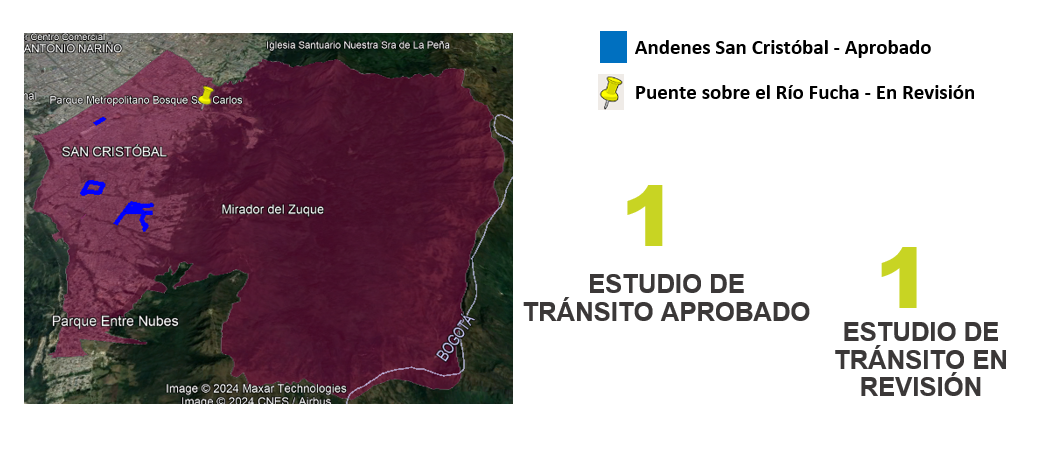 Centro Comercial
ANTONIO NARIÑO
Iglesia Santuario Nuestra Sra de La Peña
Parque Metropolitano Bosque San Carlos
SAN CRISTÓBAL
Mirador del Zuque
Parque Entre Nubes
BOGOTÁ
Image © 2024 Maxar Technologies
Image © 2024 CNES / Airbus
Andenes San Cristóbal - Aprobado
Puente sobre el Río Fucha - En Revisión
1
ESTUDIO DE
TRÁNSITO APROBADO
1
ESTUDIO DE
TRÁNSITO EN
REVISIÓN